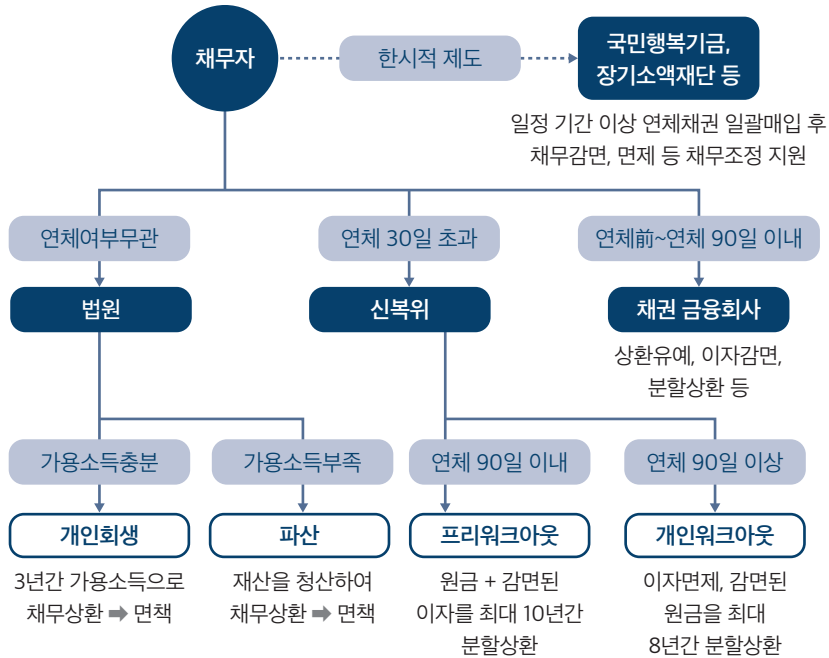 채무자
한시적 제도
국민행복기금,
장기소액재단 등
일정 기간 이상 연체채권 일괄매입 후
채무감면, 면제 등 채무조정 지원
연체여부무관
연체 30일 초과
연체前~연체 90일 이내
법원
신복위
채권 금융회사
상환유예, 이자감면,
분할상환 등
가용소득충분
가용소득부족
연체 90일 이내
연체 90일 이상
개인회생
파산
프리워크아웃
개인워크아웃
3년간 가용소득으로
채무상환 ➡ 면책
재산을 청산하여
채무상환 ➡ 면책
원금 + 감면된
이자를 최대 10년간
분할상환
이자면제, 감면된
원금을 최대
8년간 분할상환